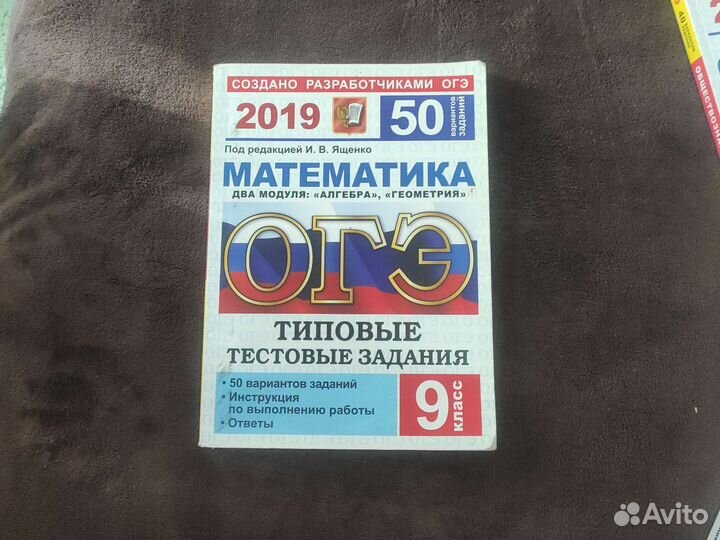 СОЗДАНО РАЗРАБОТЧИКАМИ ОГЭ
2019
50
вариантов
заданий
Под редакцией И. В. Ященко
МАТЕМАТИКА
ДВА МОДУЛЯ: «АЛГЕБРА», «ГЕОМЕТРИЯ»
ОГЭ
ТИПОВЫЕ
ТЕСТОВЫЕ ЗАДАНИЯ
• 50 вариантов заданий
• Инструкция
по выполнению работы
• Ответы
9
класс
ОБЩЕСТВОЗНА
Avito